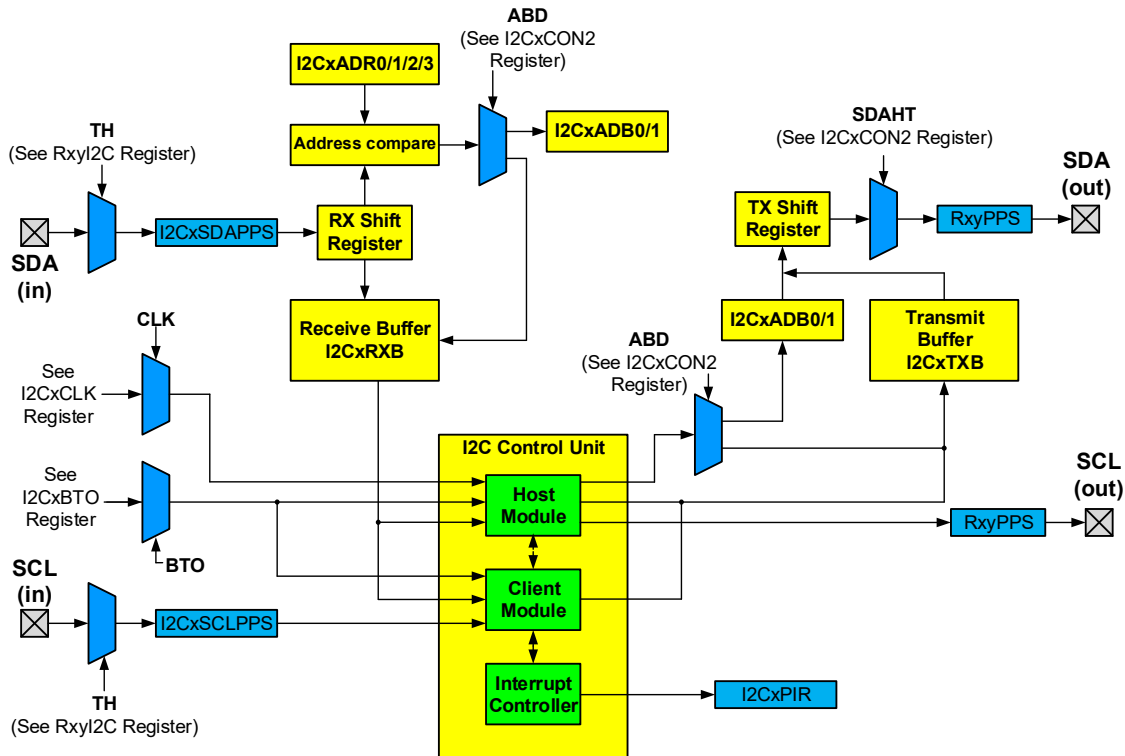 ABD
(See I2CxCON2
Register)
I2CxADR0/1/2/3
SDAHT
(See I2CxCON2
Register)
TH
(See RxyI2C Register)
Address compare
I2CxADB0/1
SDA
(out)
I2CxSDAPPS
RX Shift
Register
TX Shift
Register
RxyPPS
SDA
(in)
Receive Buffer
I2CxRXB
I2CxADB0/1
Transmit
Buffer
I2CxTXB
CLK
See
I2CxCLK
Register
ABD
(See I2CxCON2
Register)
I2C Control Unit
See
I2CxBTO
Register
Host
Module
SCL
(out)
RxyPPS
BTO
SCL
(in)
Client
Module
I2CxSCLPPS
Interrupt
Controller
I2CxPIR
TH
(See RxyI2C Register)